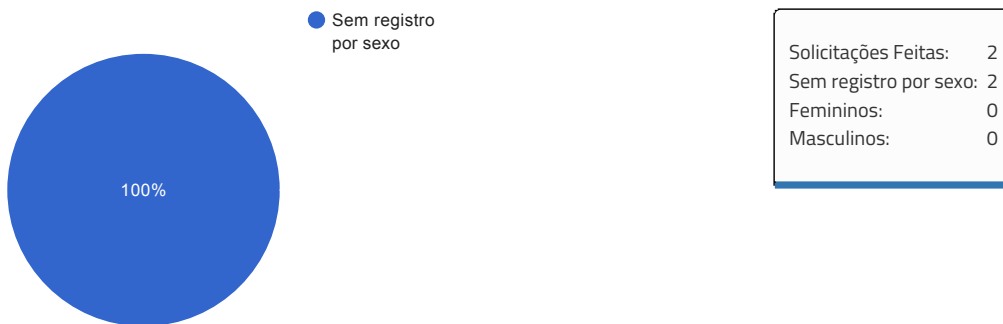 Sem registro
por sexo
100%
Solicitações Feitas: 2
Sem registro por sexo: 2
Femininos: 0
Masculinos: 0